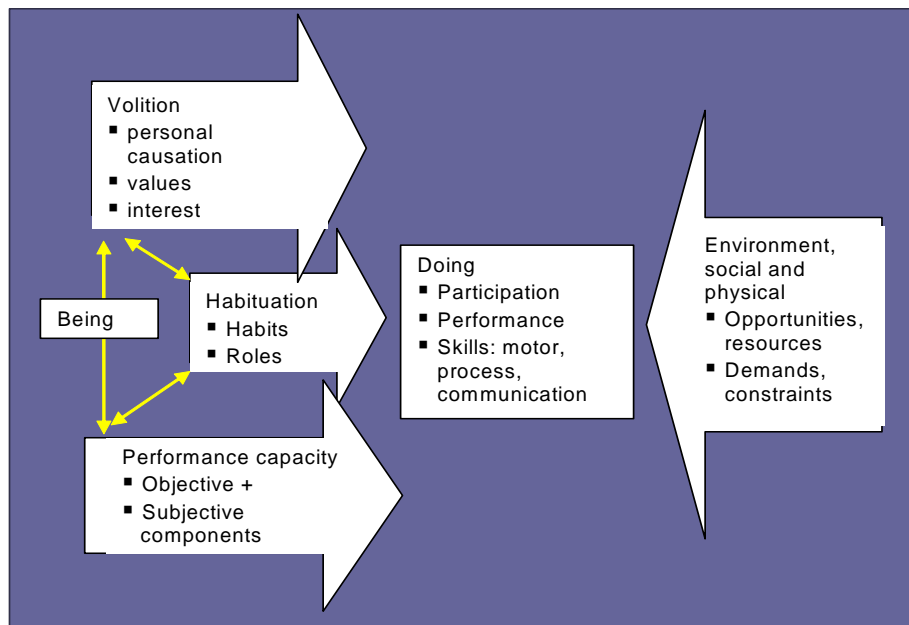 Volition
▪ personal
causation
▪ values
▪ interest
Being
Habituation
▪ Habits
▪ Roles
Performance capacity
▪ Objective +
▪ Subjective
components
Doing
▪ Participation
▪ Performance
▪ Skills: motor,
process,
communication
Environment,
social and
physical
▪ Opportunities,
resources
▪ Demands,
constraints